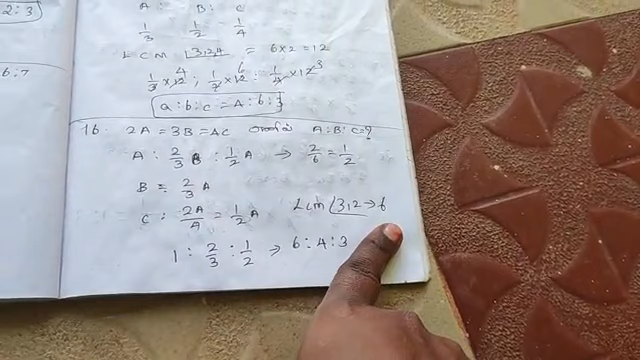 2:3
6:7
A : B : C
1/3 1/2 1/4
LCM 3,2,4 = 6x2=12
1/3 x 12 4 ; 1/2 x 12 6 : 1/4 x 12 3
a:b:c = 4:6:3
16. 2A = 3B = 4C எனில் A:B:C=?
A : 2/3 B : 1/2 A → 2/6 = 1/2
B = 2/3 A
C : 2A/4 = 1/2 A Lcm 3,2 → 6
1 : 2/3 : 1/2 → 6:4:3